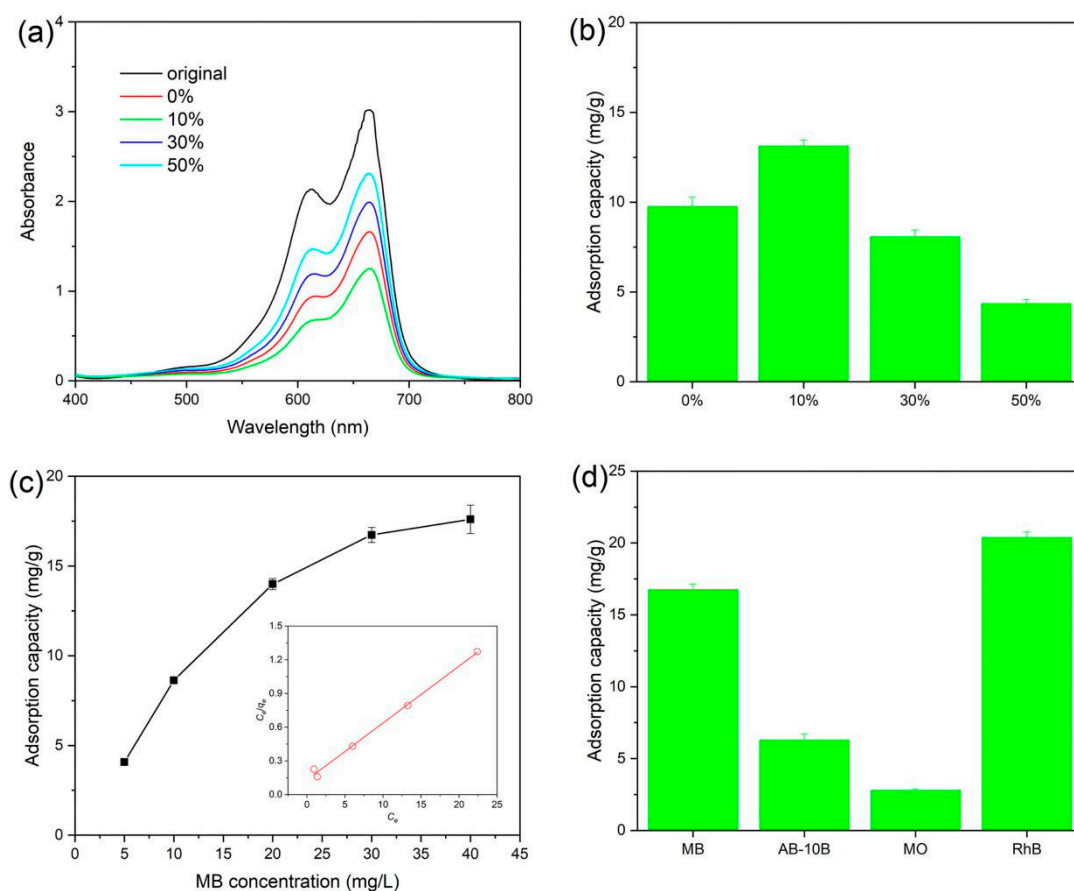 (a)
4
3
2
1
0
Absorbance
original
0%
10%
30%
50%
400 500 600 700 800
Wavelength (nm)
(b)
20
15
10
5
0
Adsorption capacity (mg/g)
0% 10% 30% 50%
(c)
20
15
10
5
0
Adsorption capacity (mg/g)
1.5
1.2
0.9
0.6
0.3
0.0
Ce/qe
0 5 10 15 20 25
Ce
0 5 10 15 20 25 30 35 40 45
MB concentration (mg/L)
(d)
25
20
15
10
5
0
Adsorption capacity (mg/g)
MB AB-10B MO RhB